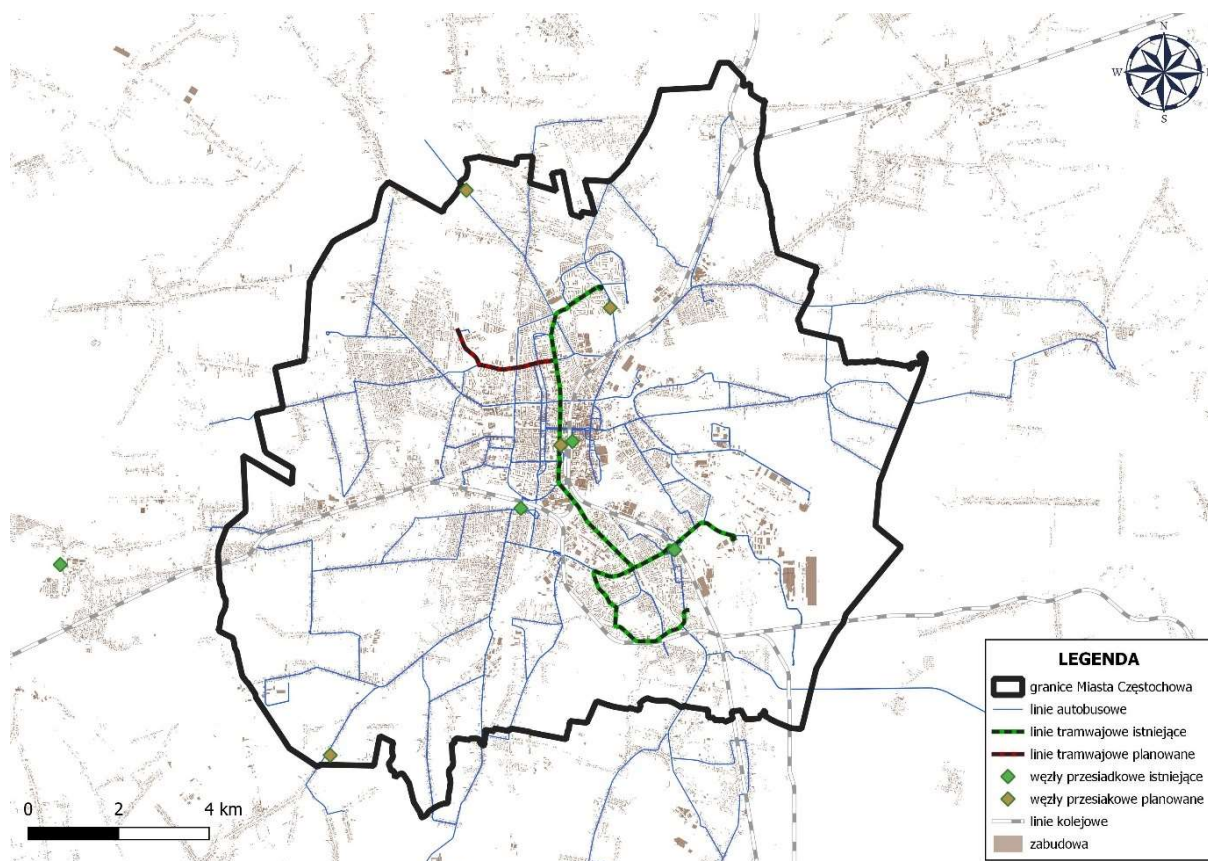 N
W
E
S
LEGENDA
granice Miasta Częstochowa
linie autobusowe
linie tramwajowe istniejące
linie tramwajowe planowane
węzły przesiadkowe istniejące
węzły przesiakowe planowane
linie kolejowe
zabudowa
0 2 4 km